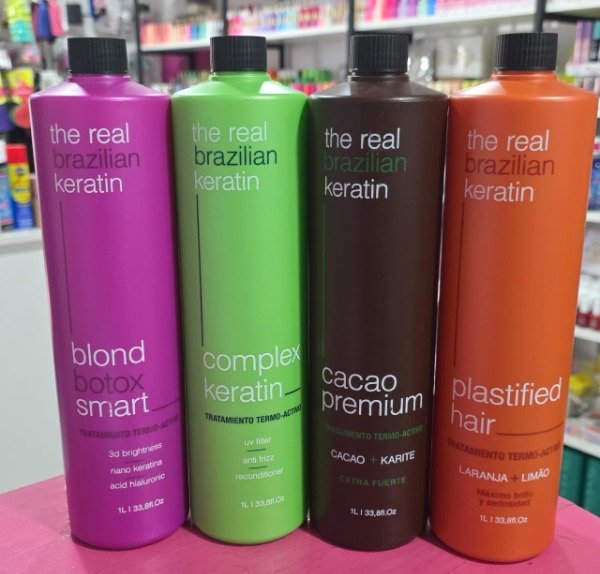 the real
brazilian
keratin
blond
botox
smart
TRATAMIENTO TERMO-ACTIVO
3d brightness
nano keratins
acid hialuronic
1L | 33,8fl.Oz
the real
brazilian
keratin
complex
keratin
TRATAMIENTO TERMO-ACTIVO
uv filter
anti frizz
reconditioner
1L | 33,8fl.Oz
the real
brazilian
keratin
cacao
premium
TRATAMIENTO TERMO-ACTIVO
CACAO + KARITE
EXTRA FUERTE
1L | 33,8fl.Oz
the real
brazilian
keratin
plastified
hair
TRATAMIENTO TERMO-ACTIVO
LARANJA + LIMÃO
Máximo brillo
y sedosidad
1L | 33,8fl.Oz